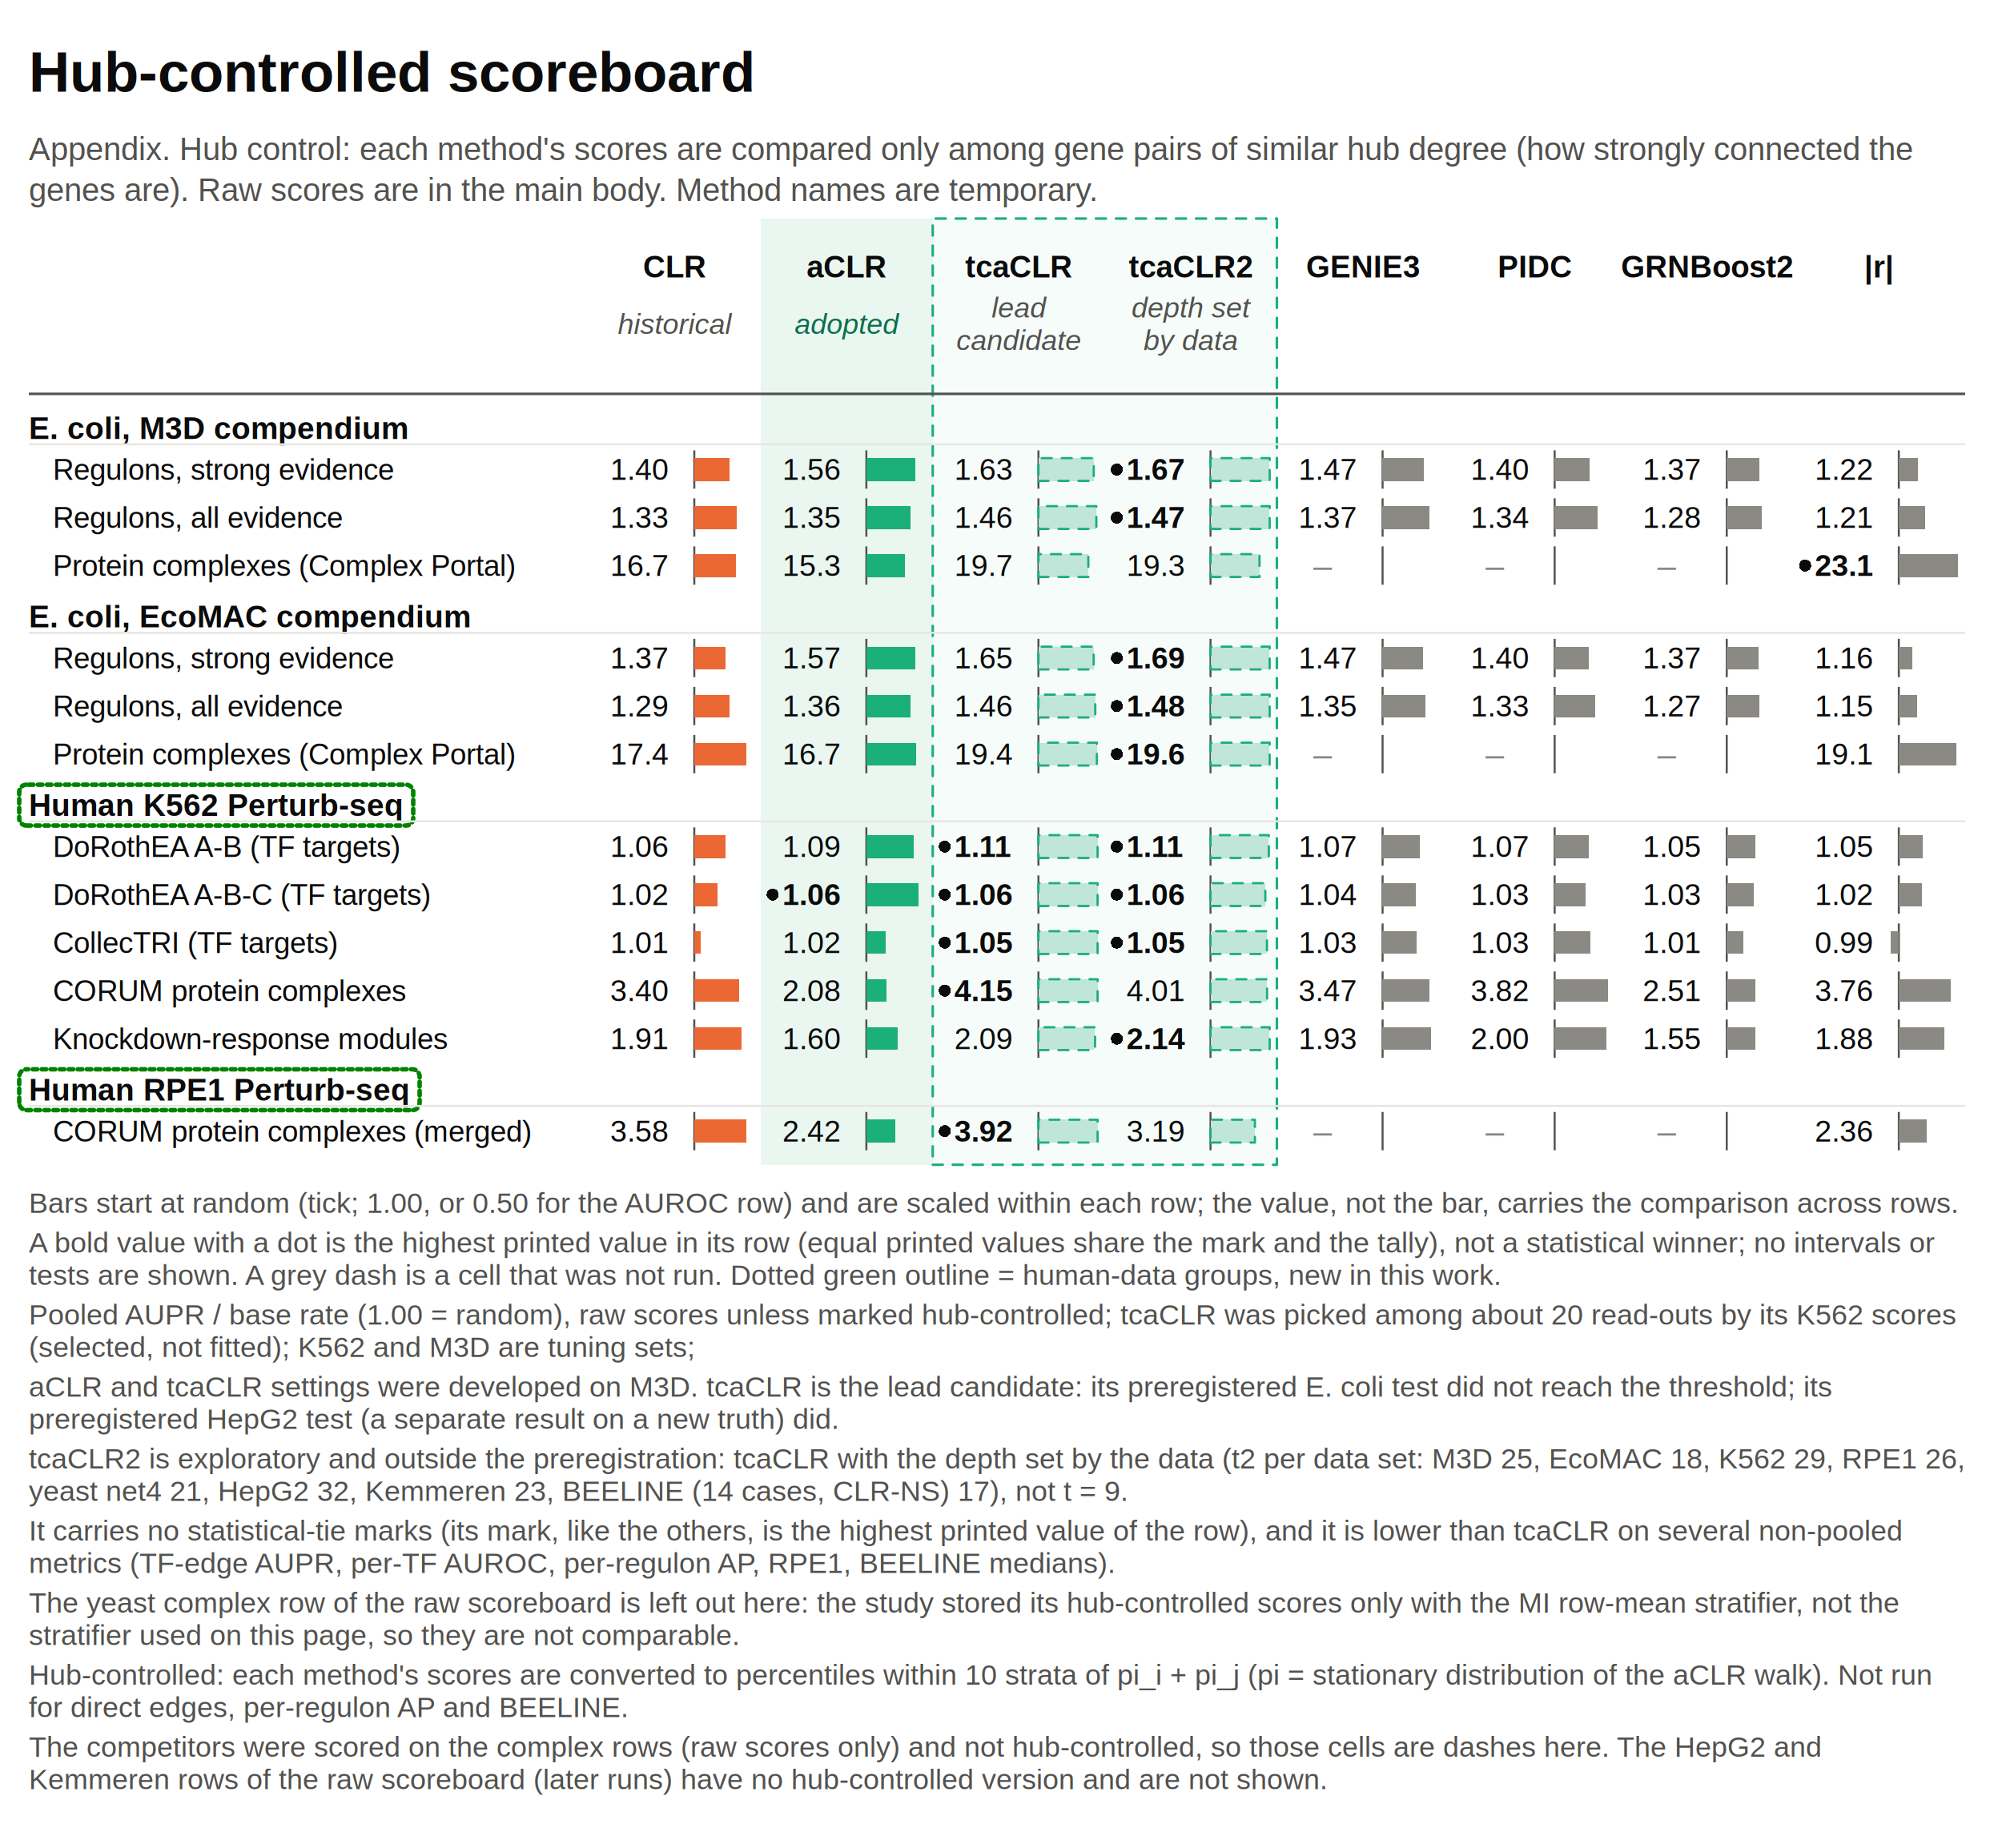 Hub-controlled scoreboard
Appendix. Hub control: each method's scores are compared only among gene pairs of similar hub degree (how strongly connected the
genes are). Raw scores are in the main body. Method names are temporary.
CLR aCLR tcaCLR tcaCLR2 GENIE3 PIDC GRNBoost2 |r|
historical adopted lead candidate depth set by data
E. coli, M3D compendium
Regulons, strong evidence 1.40 1.56 1.63 •1.67 1.47 1.40 1.37 1.22
Regulons, all evidence 1.33 1.35 1.46 •1.47 1.37 1.34 1.28 1.21
Protein complexes (Complex Portal) 16.7 15.3 19.7 19.3 – – – •23.1
E. coli, EcoMAC compendium
Regulons, strong evidence 1.37 1.57 1.65 •1.69 1.47 1.40 1.37 1.16
Regulons, all evidence 1.29 1.36 1.46 •1.48 1.35 1.33 1.27 1.15
Protein complexes (Complex Portal) 17.4 16.7 19.4 •19.6 – – – 19.1
Human K562 Perturb-seq
DoRothEA A-B (TF targets) 1.06 1.09 •1.11 •1.11 1.07 1.07 1.05 1.05
DoRothEA A-B-C (TF targets) 1.02 •1.06 •1.06 •1.06 1.04 1.03 1.03 1.02
CollecTRI (TF targets) 1.01 1.02 •1.05 •1.05 1.03 1.03 1.01 0.99
CORUM protein complexes 3.40 2.08 •4.15 4.01 3.47 3.82 2.51 3.76
Knockdown-response modules 1.91 1.60 2.09 •2.14 1.93 2.00 1.55 1.88
Human RPE1 Perturb-seq
CORUM protein complexes (merged) 3.58 2.42 •3.92 3.19 – – – 2.36
Bars start at random (tick; 1.00, or 0.50 for the AUROC row) and are scaled within each row; the value, not the bar, carries the comparison across rows.
A bold value with a dot is the highest printed value in its row (equal printed values share the mark and the tally), not a statistical winner; no intervals or
tests are shown. A grey dash is a cell that was not run. Dotted green outline = human-data groups, new in this work.
Pooled AUPR / base rate (1.00 = random), raw scores unless marked hub-controlled; tcaCLR was picked among about 20 read-outs by its K562 scores
(selected, not fitted); K562 and M3D are tuning sets;
aCLR and tcaCLR settings were developed on M3D. tcaCLR is the lead candidate: its preregistered E. coli test did not reach the threshold; its
preregistered HepG2 test (a separate result on a new truth) did.
tcaCLR2 is exploratory and outside the preregistration: tcaCLR with the depth set by the data (t2 per data set: M3D 25, EcoMAC 18, K562 29, RPE1 26,
yeast net4 21, HepG2 32, Kemmeren 23, BEELINE (14 cases, CLR-NS) 17), not t = 9.
It carries no statistical-tie marks (its mark, like the others, is the highest printed value of the row), and it is lower than tcaCLR on several non-pooled
metrics (TF-edge AUPR, per-TF AUROC, per-regulon AP, RPE1, BEELINE medians).
The yeast complex row of the raw scoreboard is left out here: the study stored its hub-controlled scores only with the MI row-mean stratifier, not the
stratifier used on this page, so they are not comparable.
Hub-controlled: each method's scores are converted to percentiles within 10 strata of pi_i + pi_j (pi = stationary distribution of the aCLR walk). Not run
for direct edges, per-regulon AP and BEELINE.
The competitors were scored on the complex rows (raw scores only) and not hub-controlled, so those cells are dashes here. The HepG2 and
Kemmeren rows of the raw scoreboard (later runs) have no hub-controlled version and are not shown.